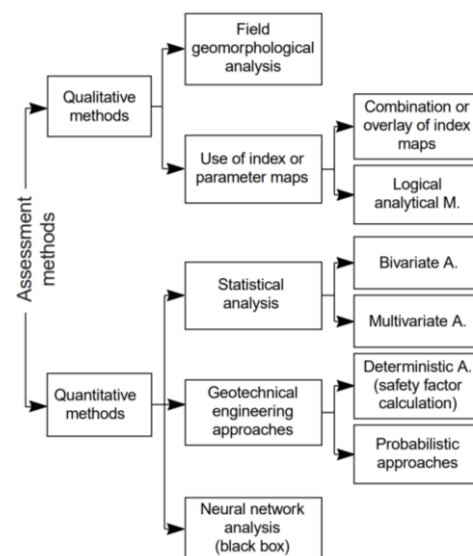 Assessment
methods
Qualitative
methods
Field
geomorphological
analysis
Use of index or
parameter maps
Combination or
overlay of index
maps
Logical
analytical M.
Quantitative
methods
Statistical
analysis
Bivariate A.
Multivariate A.
Geotechnical
engineering
approaches
Deterministic A.
(safety factor
calculation)
Probabilistic
approaches
Neural network
analysis
(black box)